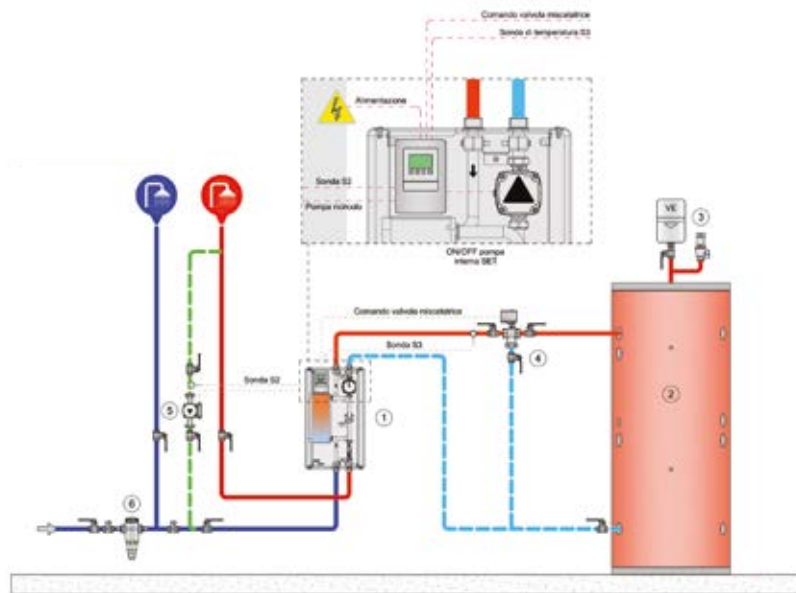 Comando valvola miscelatrice
Sonda di temperatura S3
Alimentazione
Sonda S2
Pompa ricircolo
ON/OFF pompa
interna SET
VE
3
Comando valvola miscelatrice
Sonda S3
4
Sonda S2
5
1
2
6